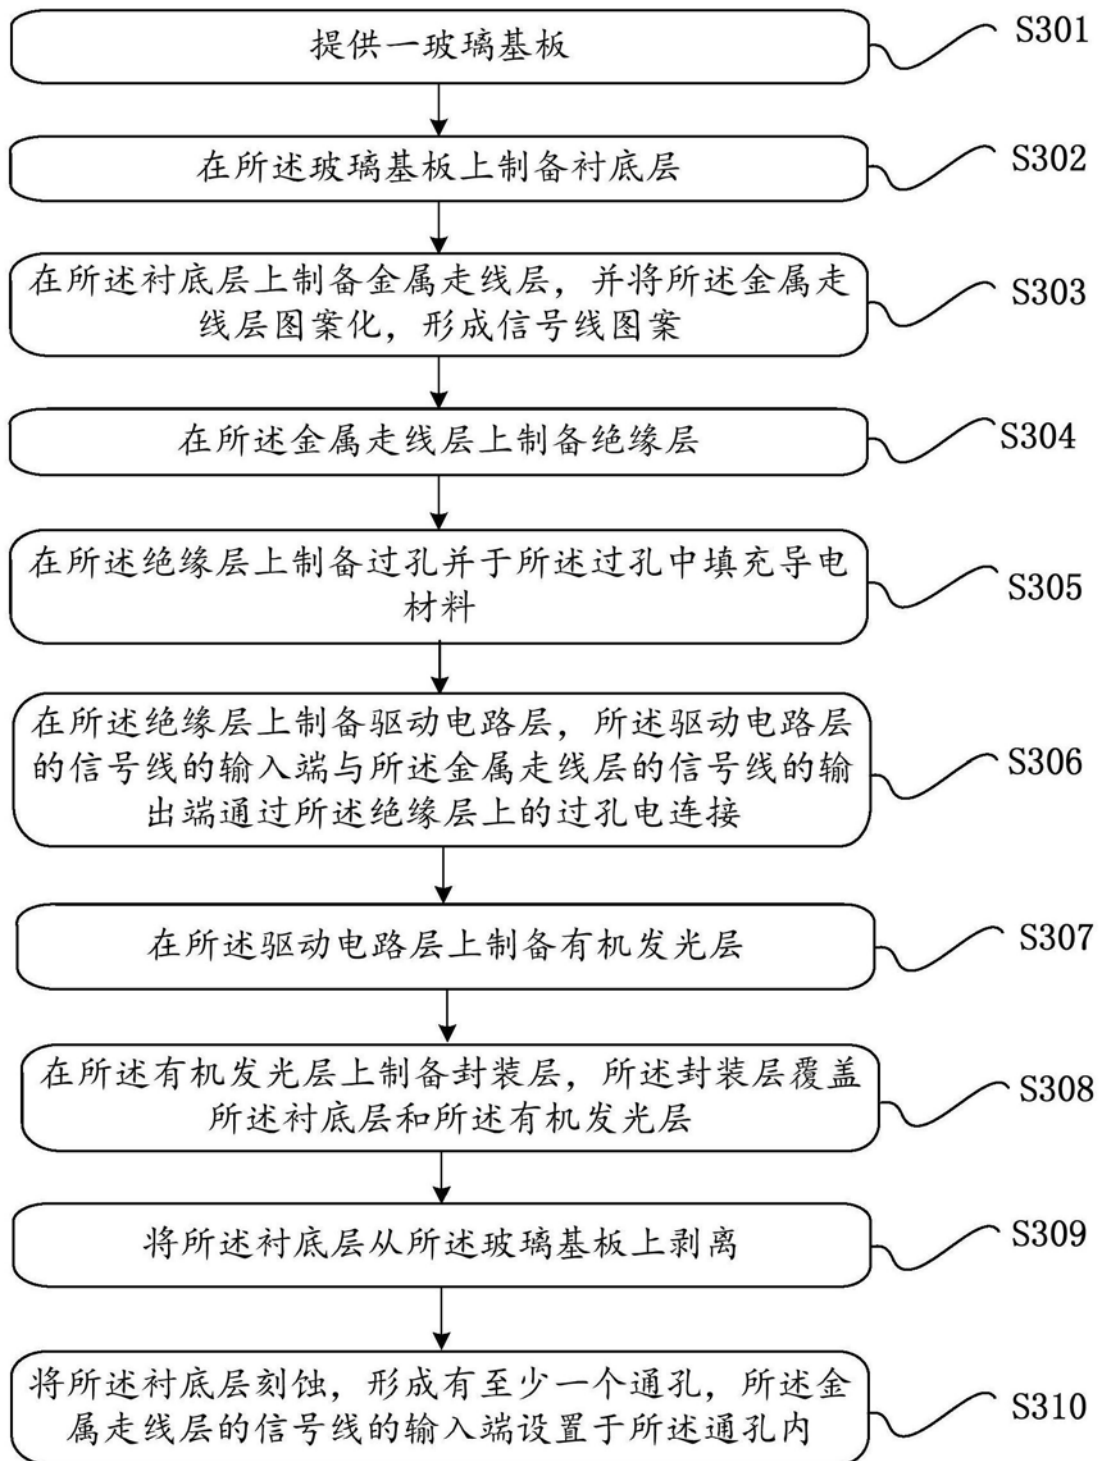 提供一玻璃基板
S301
在所述玻璃基板上制备衬底层
S302
在所述衬底层上制备金属走线层，并将所述金属走
线层图案化，形成信号线图案
S303
在所述金属走线层上制备绝缘层
S304
在所述绝缘层上制备过孔并于所述过孔中填充导电
材料
S305
在所述绝缘层上制备驱动电路层，所述驱动电路层
的信号线的输入端与所述金属走线层的信号线的输
出端通过所述绝缘层上的过孔电连接
S306
在所述驱动电路层上制备有机发光层
S307
在所述有机发光层上制备封装层，所述封装层覆盖
所述衬底层和所述有机发光层
S308
将所述衬底层从所述玻璃基板上剥离
S309
将所述衬底层刻蚀，形成有至少一个通孔，所述金
属走线层的信号线的输入端设置于所述通孔内
S310